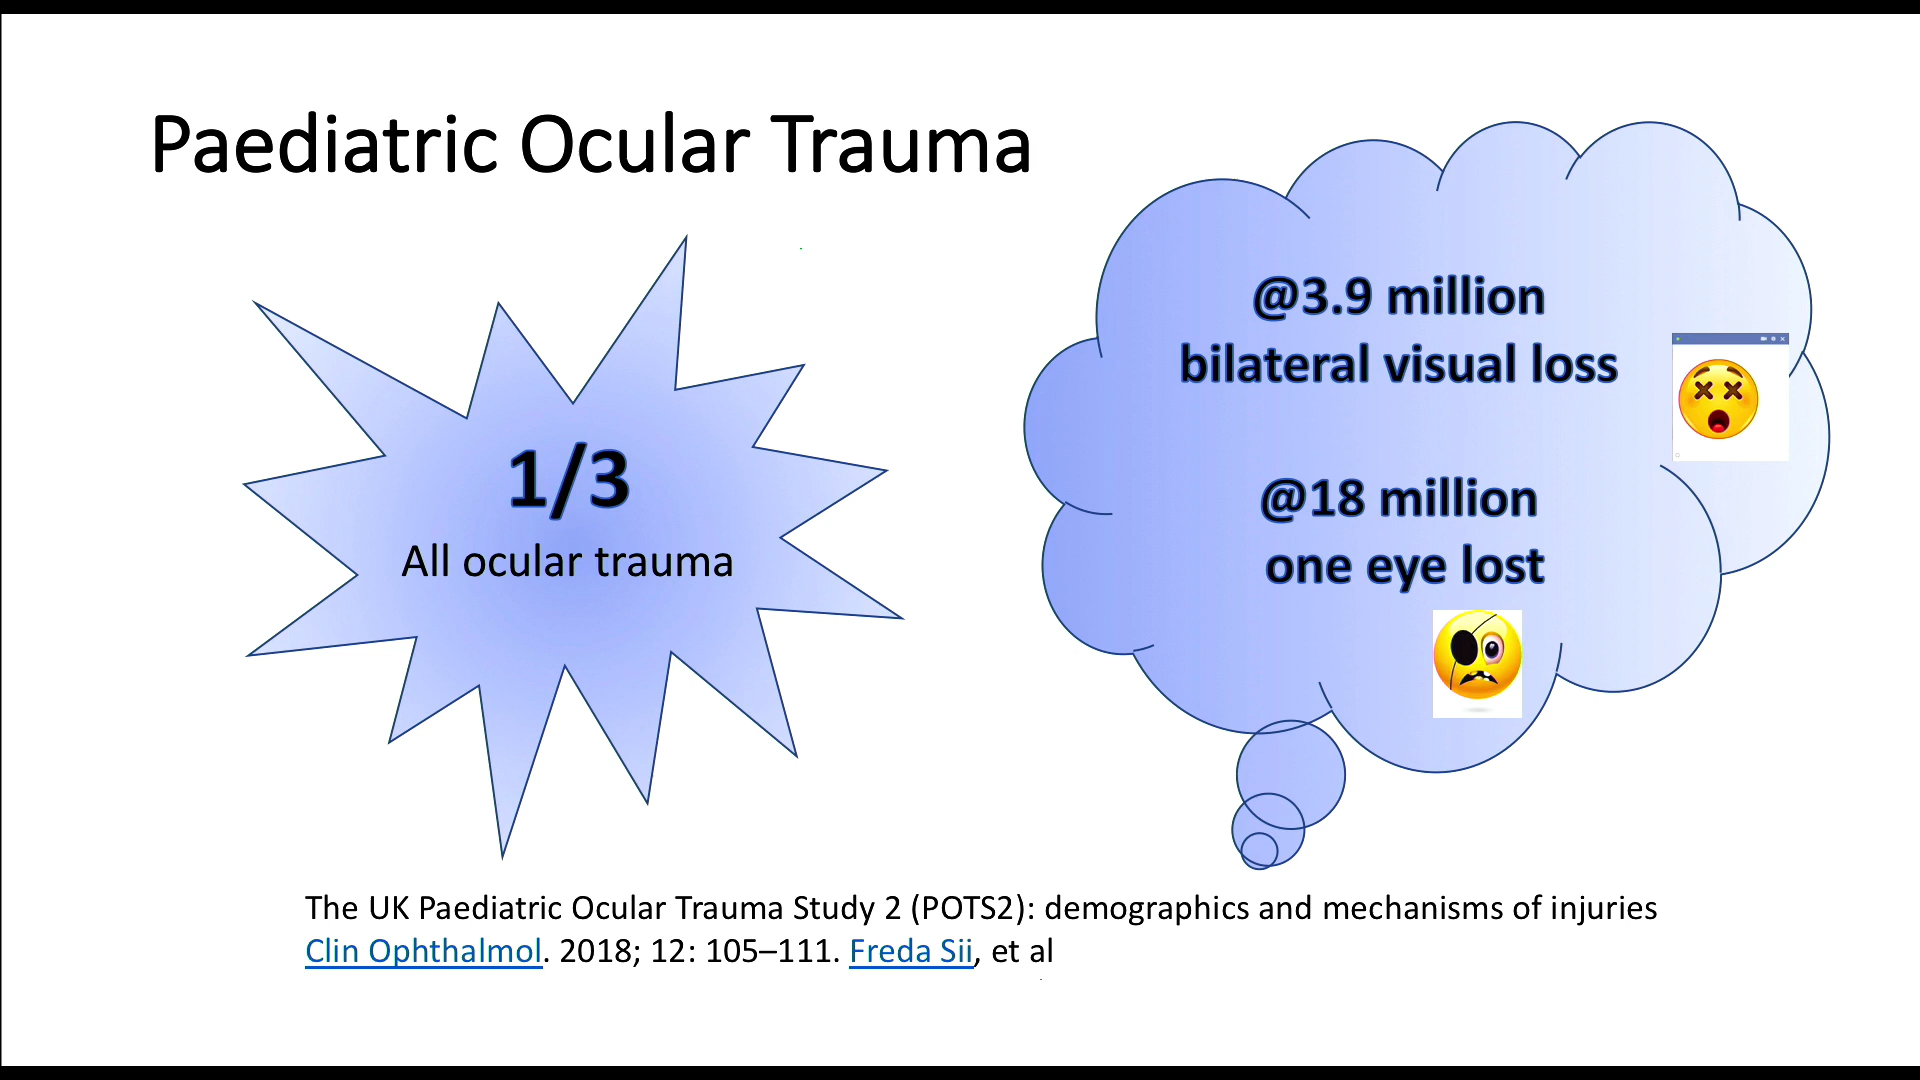 Paediatric Ocular Trauma
1/3
All ocular trauma
@3.9 million
bilateral visual loss
@18 million
one eye lost
The UK Paediatric Ocular Trauma Study 2 (POTS2): demographics and mechanisms of injuries
Clin Ophthalmol. 2018; 12: 105–111. Freda Sii, et al